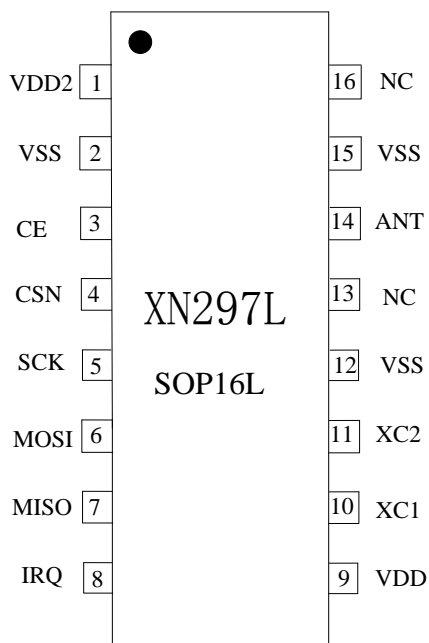 VDD2 1 16 NC
VSS 2 15 VSS
CE 3 14 ANT
CSN 4 13 NC
XN297L
SCK 5 12 VSS
SOP16L
MOSI 6 11 XC2
MISO 7 10 XC1
IRQ 8 9 VDD